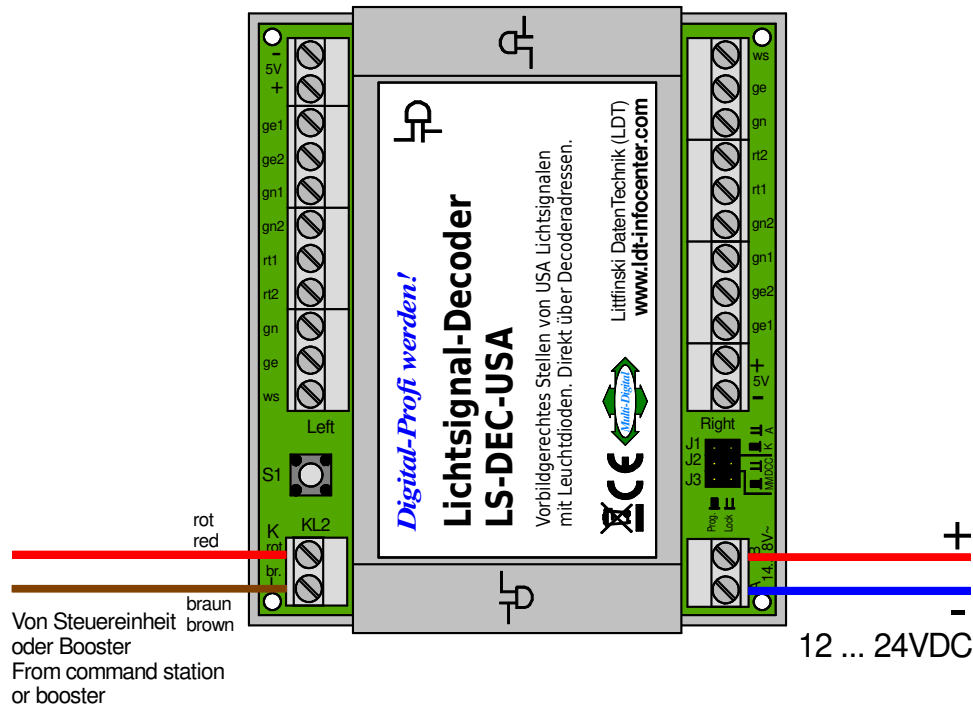 -
5V
+
ge1
ge2
gn1
gn2
rt1
rt2
gn
ge
ws
Left
S1
K
KL2
rot
br.
rot
red
braun
brown
Von Steuereinheit
oder Booster
From command station
or booster
Digital-Profi werden!
Lichtsignal-Decoder
LS-DEC-USA
Vorbildgerechtes Stellen von USA Lichtsignalen
mit Leuchtdioden. Direkt über Decoderadressen.
Multi-Digital
CE
Littfinski DatenTechnik (LDT)
www.ldt-infocenter.com
ws
ge
gn
rt2
rt1
gn2
gn1
ge2
ge1
+
5V
-
Right
J1
J2
J3
K A
MM DCC
Prog.
Lock
+
-
12 ... 24VDC